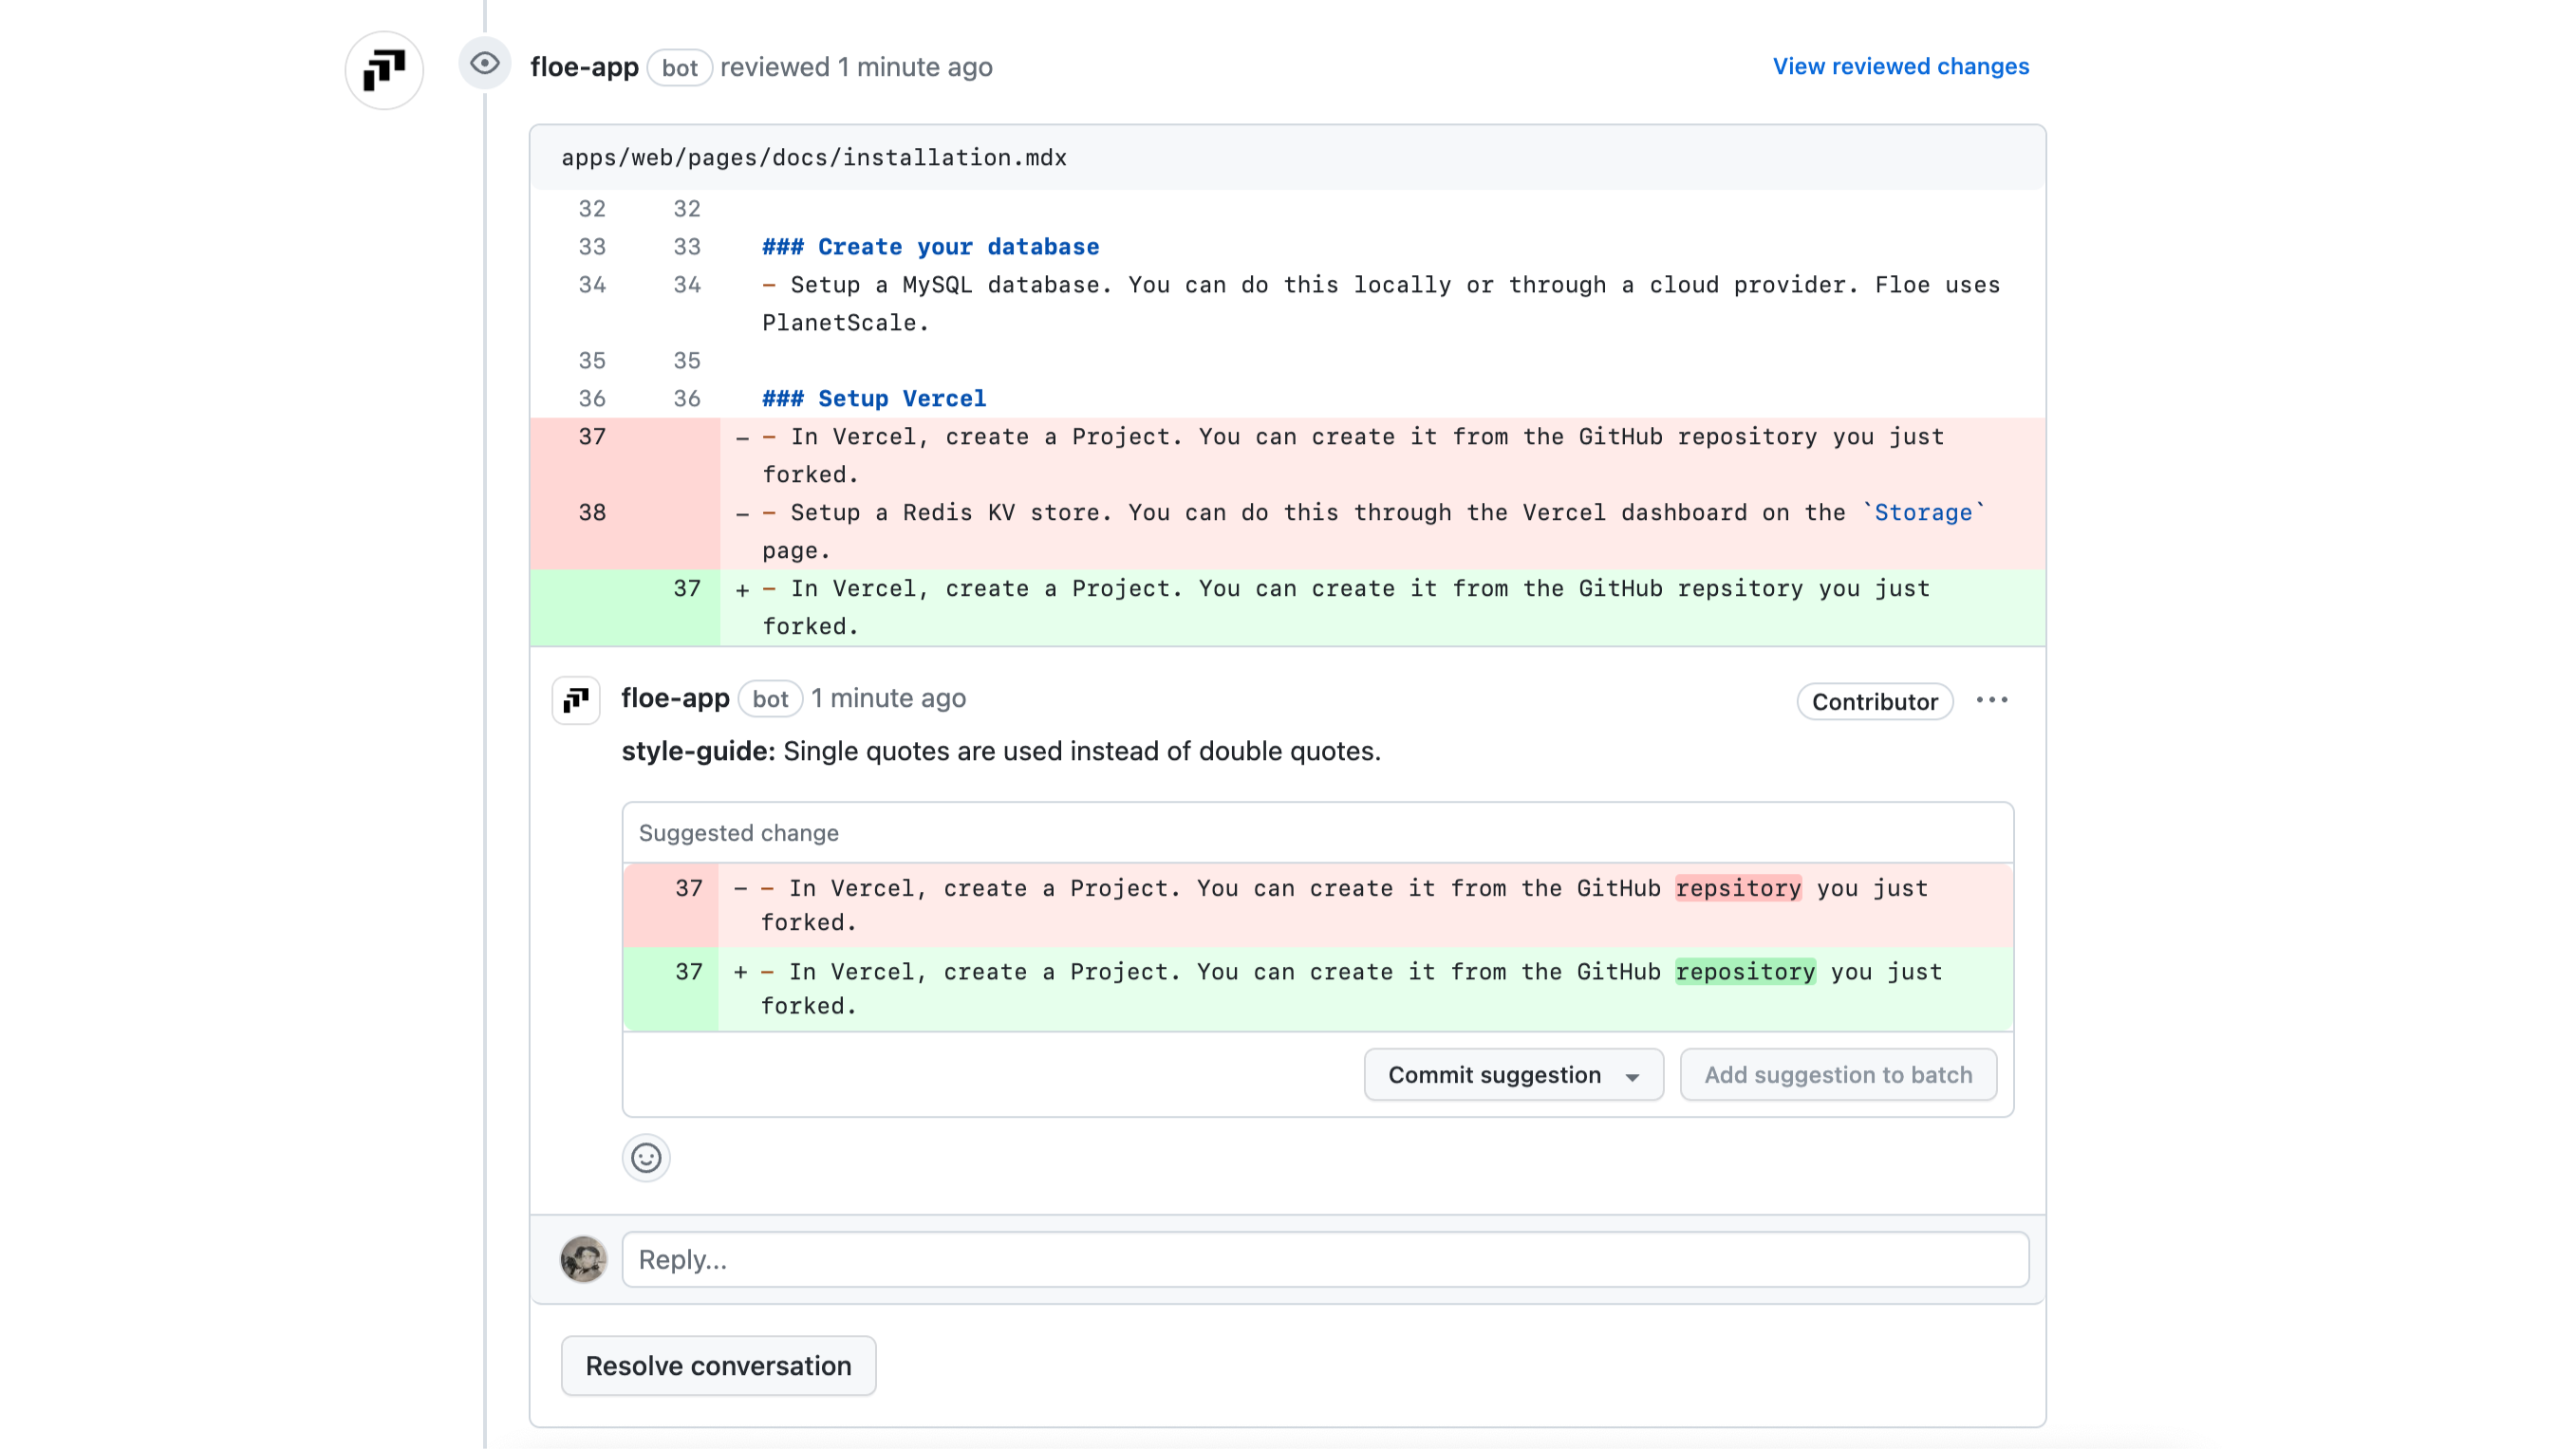 floe-app bot reviewed 1 minute ago View reviewed changes
apps/web/pages/docs/installation.mdx
32 32
33 33 ### Create your database
34 34 - Setup a MySQL database. You can do this locally or through a cloud provider. Floe uses
PlanetScale.
35 35
36 36 ### Setup Vercel
37 - - In Vercel, create a Project. You can create it from the GitHub repository you just
forked.
38 - - Setup a Redis KV store. You can do this through the Vercel dashboard on the `Storage`
page.
37 + - In Vercel, create a Project. You can create it from the GitHub repsitory you just
forked.
floe-app bot 1 minute ago Contributor ...
style-guide: Single quotes are used instead of double quotes.
Suggested change
37 - - In Vercel, create a Project. You can create it from the GitHub repsitory you just
forked.
37 + - In Vercel, create a Project. You can create it from the GitHub repository you just
forked.
Commit suggestion Add suggestion to batch
Reply...
Resolve conversation